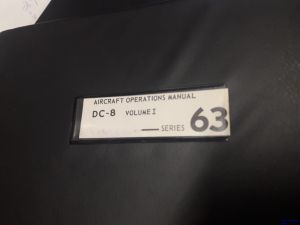 AIRCRAFT OPERATIONS MANUAL
DC-8 VOLUME I
SERIES 63